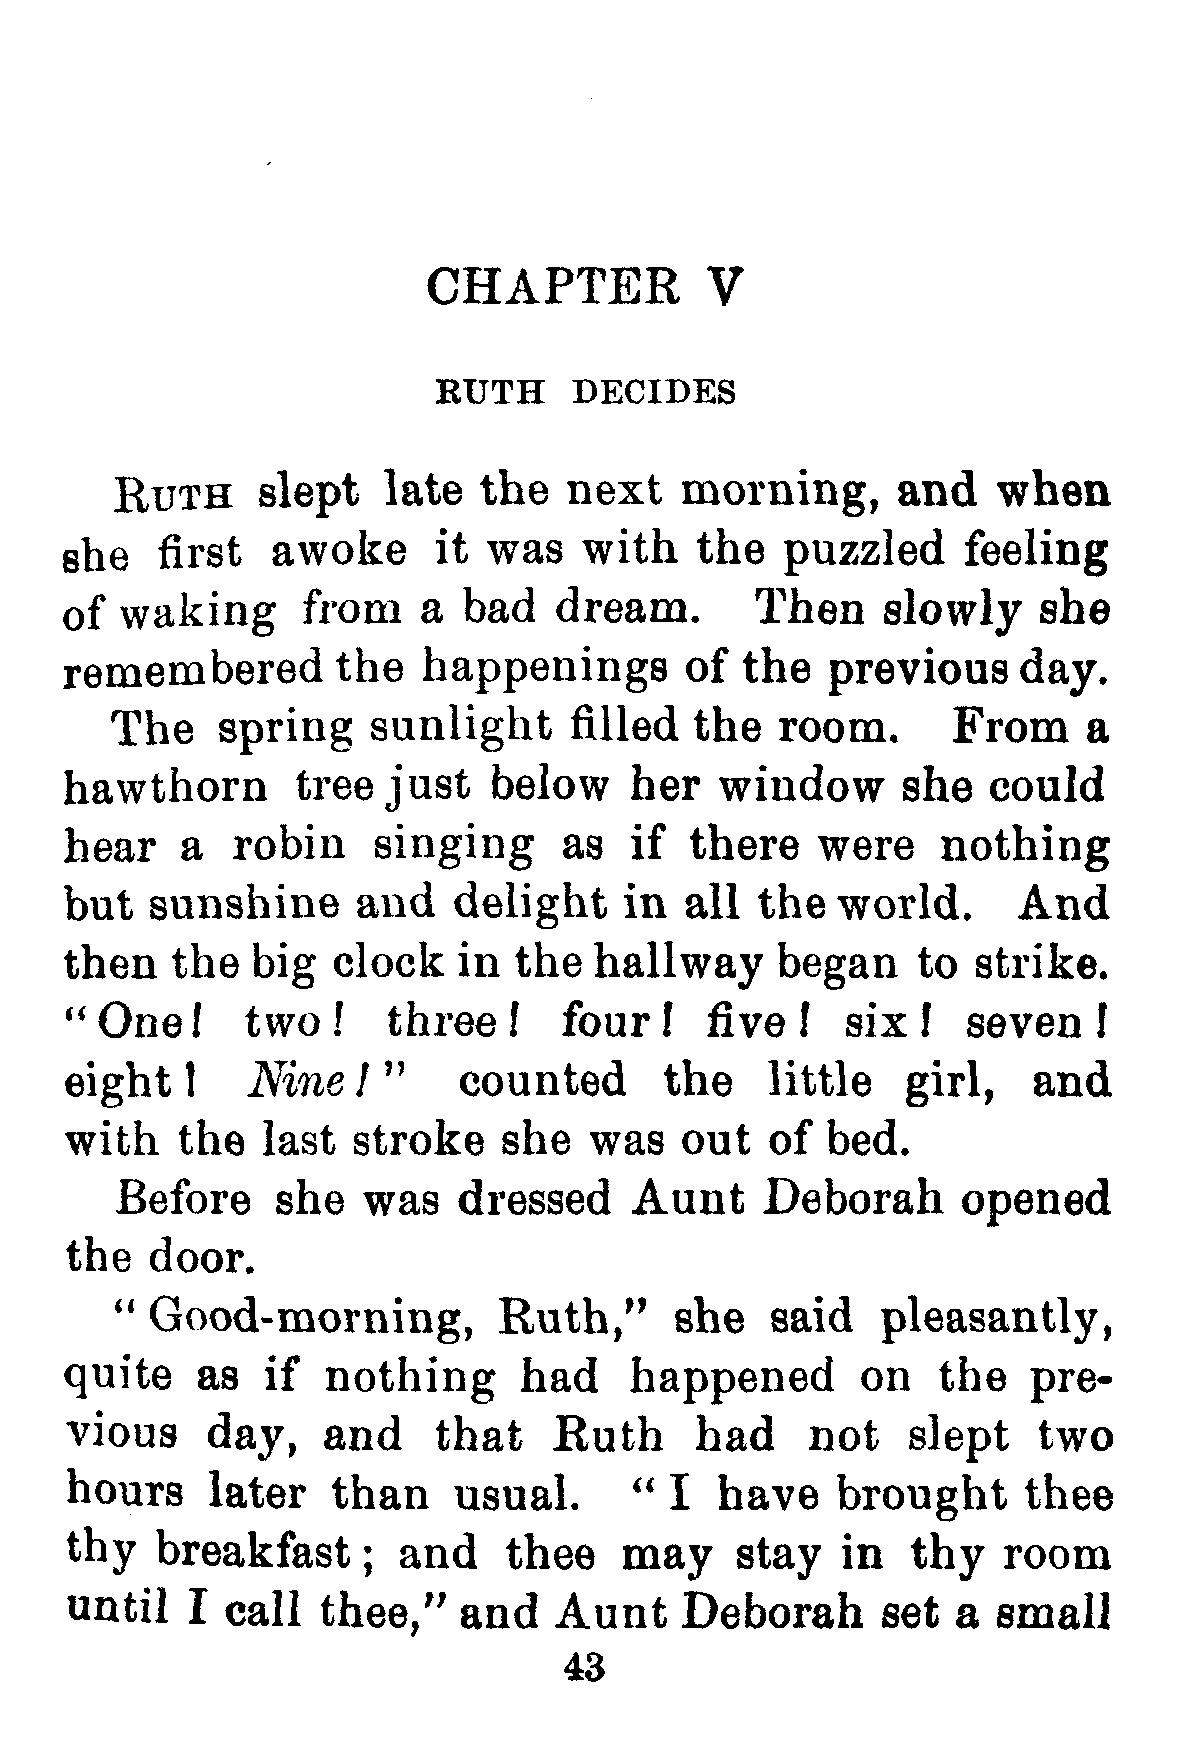 CHAPTER V
RUTH DECIDES
RUTH slept late the next morning, and when
she first awoke it was with the puzzled feeling
of waking from a bad dream. Then slowly she
remembered the happenings of the previous day.
The spring sunlight filled the room. From a
hawthorn tree just below her window she could
hear a robin singing as if there were nothing
but sunshine and delight in all the world. And
then the big clock in the hallway began to strike.
“One! two! three! four! five! six! seven!
eight! Nine!” counted the little girl, and
with the last stroke she was out of bed.
Before she was dressed Aunt Deborah opened
the door.
“Good-morning, Ruth,” she said pleasantly,
quite as if nothing had happened on the pre-
vious day, and that Ruth had not slept two
hours later than usual. “I have brought thee
thy breakfast; and thee may stay in thy room
until I call thee,” and Aunt Deborah set a small
43